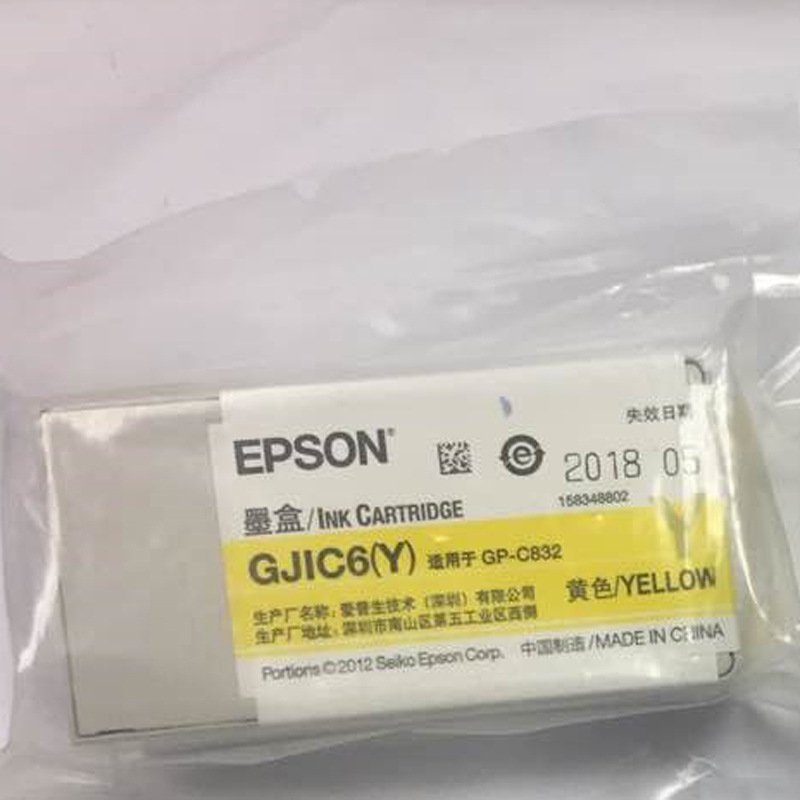 EPSON®
失效日期
2018 05
158348802
墨盒/INK CARTRIDGE
Y
GJIC6(Y) 适用于 GP-C832
黄色/YELLOW
生产厂名称: 爱普生技术（深圳）有限公司
生产厂地址: 深圳市南山区第五工业区西侧
Portions © 2012 Seiko Epson Corp. 中国制造/MADE IN CHINA